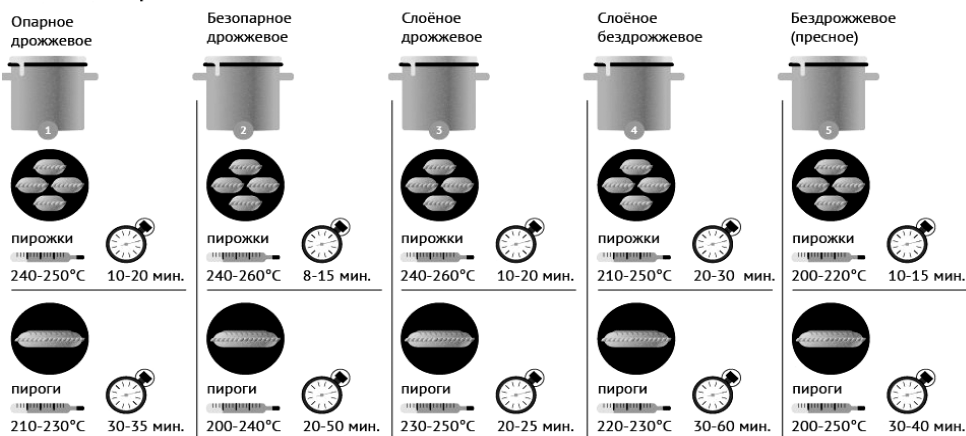 Опарное
дрожжевое
Безопарное
дрожжевое
Слоёное
дрожжевое
Слоёное
бездрожжевое
Бездрожжевое
(пресное)
1
2
3
4
5
пирожки
240-250°C 10-20 мин.
пирожки
240-260°C 8-15 мин.
пирожки
240-260°C 10-20 мин.
пирожки
210-250°C 20-30 мин.
пирожки
200-220°C 10-15 мин.
пироги
210-230°C 30-35 мин.
пироги
200-240°C 20-50 мин.
пироги
230-250°C 20-25 мин.
пироги
220-230°C 30-60 мин.
пироги
200-250°C 30-40 мин.